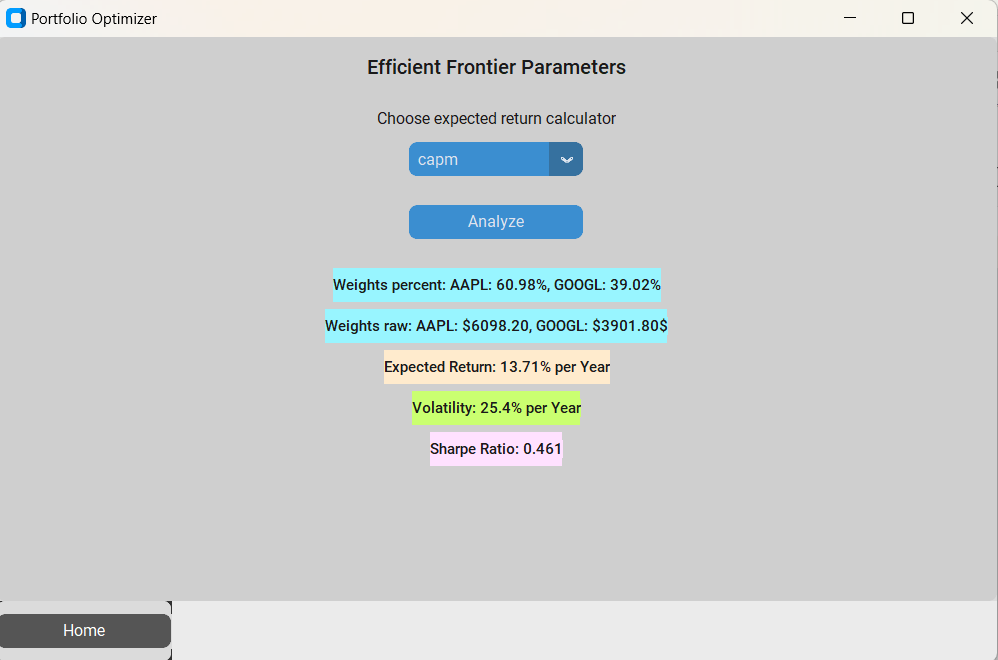 Portfolio Optimizer
Efficient Frontier Parameters
Choose expected return calculator
capm
Analyze
Weights percent: AAPL: 60.98%, GOOGL: 39.02%
Weights raw: AAPL: $6098.20, GOOGL: $3901.80$
Expected Return: 13.71% per Year
Volatility: 25.4% per Year
Sharpe Ratio: 0.461
Home